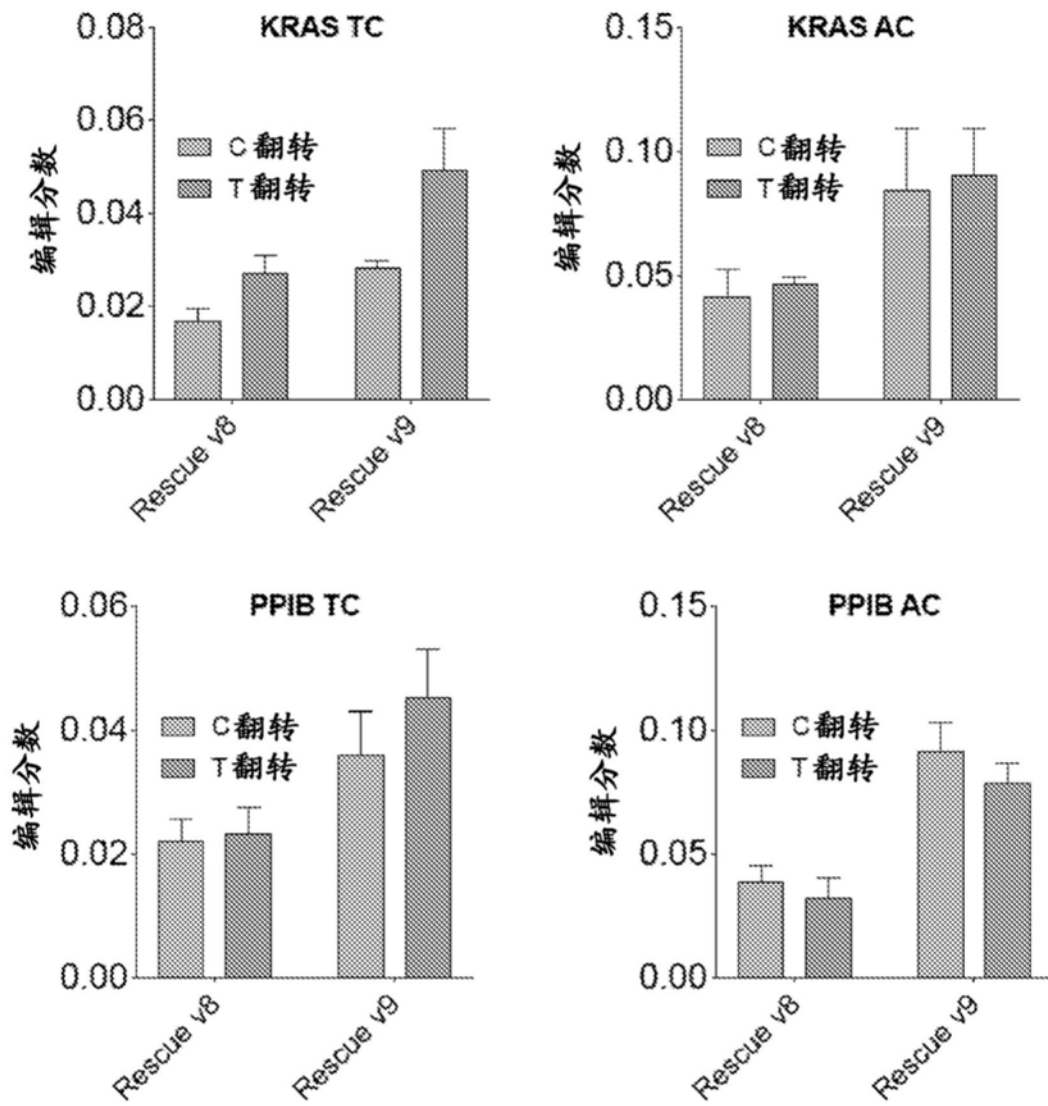 KRAS TC
0.08
0.06
0.04
0.02
0.00
编辑分数
C翻转
T翻转
Rescue v8
Rescue v9
KRAS AC
0.15
0.10
0.05
0.00
编辑分数
C翻转
T翻转
Rescue v8
Rescue v9
PPIB TC
0.06
0.04
0.02
0.00
编辑分数
C翻转
T翻转
Rescue v8
Rescue v9
PPIB AC
0.15
0.10
0.05
0.00
编辑分数
C翻转
T翻转
Rescue v8
Rescue v9